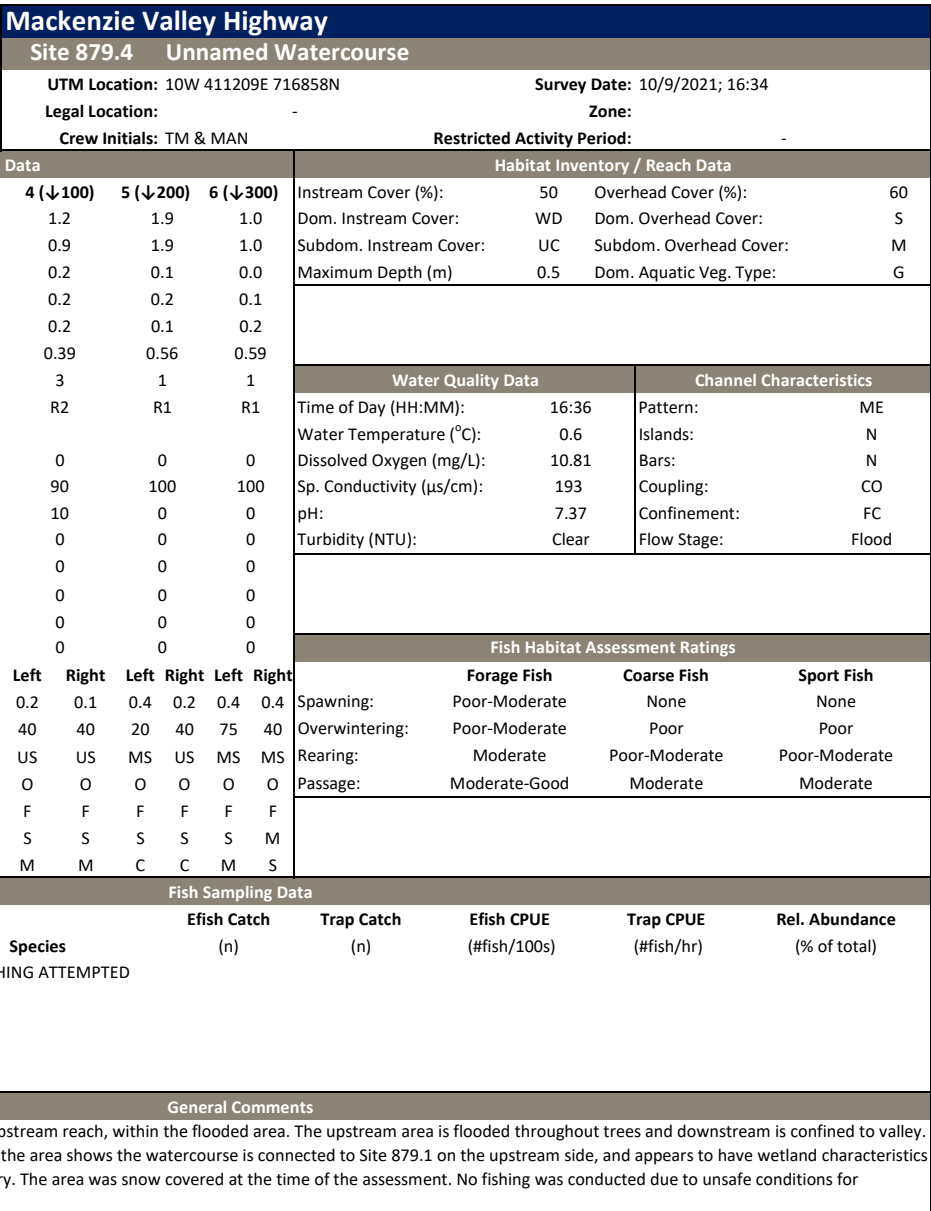 Mackenzie Valley Highway
Site 879.4 Unnamed Watercourse
UTM Location: 10W 411209E 716858N Survey Date: 10/9/2021; 16:34
Legal Location: - Zone:
Crew Initials: TM & MAN Restricted Activity Period: -
Data
4 (↓100) 5 (↓200) 6 (↓300)
1.2 1.9 1.0
0.9 1.9 1.0
0.2 0.1 0.0
0.2 0.2 0.1
0.2 0.1 0.2
0.39 0.56 0.59
3 1 1
R2 R1 R1
0 0 0
90 100 100
10 0 0
0 0 0
0 0 0
0 0 0
0 0 0
0 0 0
Left Right Left Right Left Right
0.2 0.1 0.4 0.2 0.4 0.4
40 40 20 40 75 40
US US MS US MS MS
O O O O O O
F F F F F F
S S S S S M
M M C C M S
Habitat Inventory / Reach Data
Instream Cover (%): 50 Overhead Cover (%): 60
Dom. Instream Cover: WD Dom. Overhead Cover: S
Subdom. Instream Cover: UC Subdom. Overhead Cover: M
Maximum Depth (m) 0.5 Dom. Aquatic Veg. Type: G
Water Quality Data
Time of Day (HH:MM): 16:36
Water Temperature (°C): 0.6
Dissolved Oxygen (mg/L): 10.81
Sp. Conductivity (µs/cm): 193
pH: 7.37
Turbidity (NTU): Clear
Channel Characteristics
Pattern: ME
Islands: N
Bars: N
Coupling: CO
Confinement: FC
Flow Stage: Flood
Fish Habitat Assessment Ratings
Forage Fish Coarse Fish Sport Fish
Spawning: Poor-Moderate None None
Overwintering: Poor-Moderate Poor Poor
Rearing: Moderate Poor-Moderate Poor-Moderate
Passage: Moderate-Good Moderate Moderate
Fish Sampling Data
Efish Catch Trap Catch Efish CPUE Trap CPUE Rel. Abundance
Species (n) (n) (#fish/100s) (#fish/hr) (% of total)
HING ATTEMPTED
General Comments
pstream reach, within the flooded area. The upstream area is flooded throughout trees and downstream is confined to valley.
the area shows the watercourse is connected to Site 879.1 on the upstream side, and appears to have wetland characteristics
ry. The area was snow covered at the time of the assessment. No fishing was conducted due to unsafe conditions for